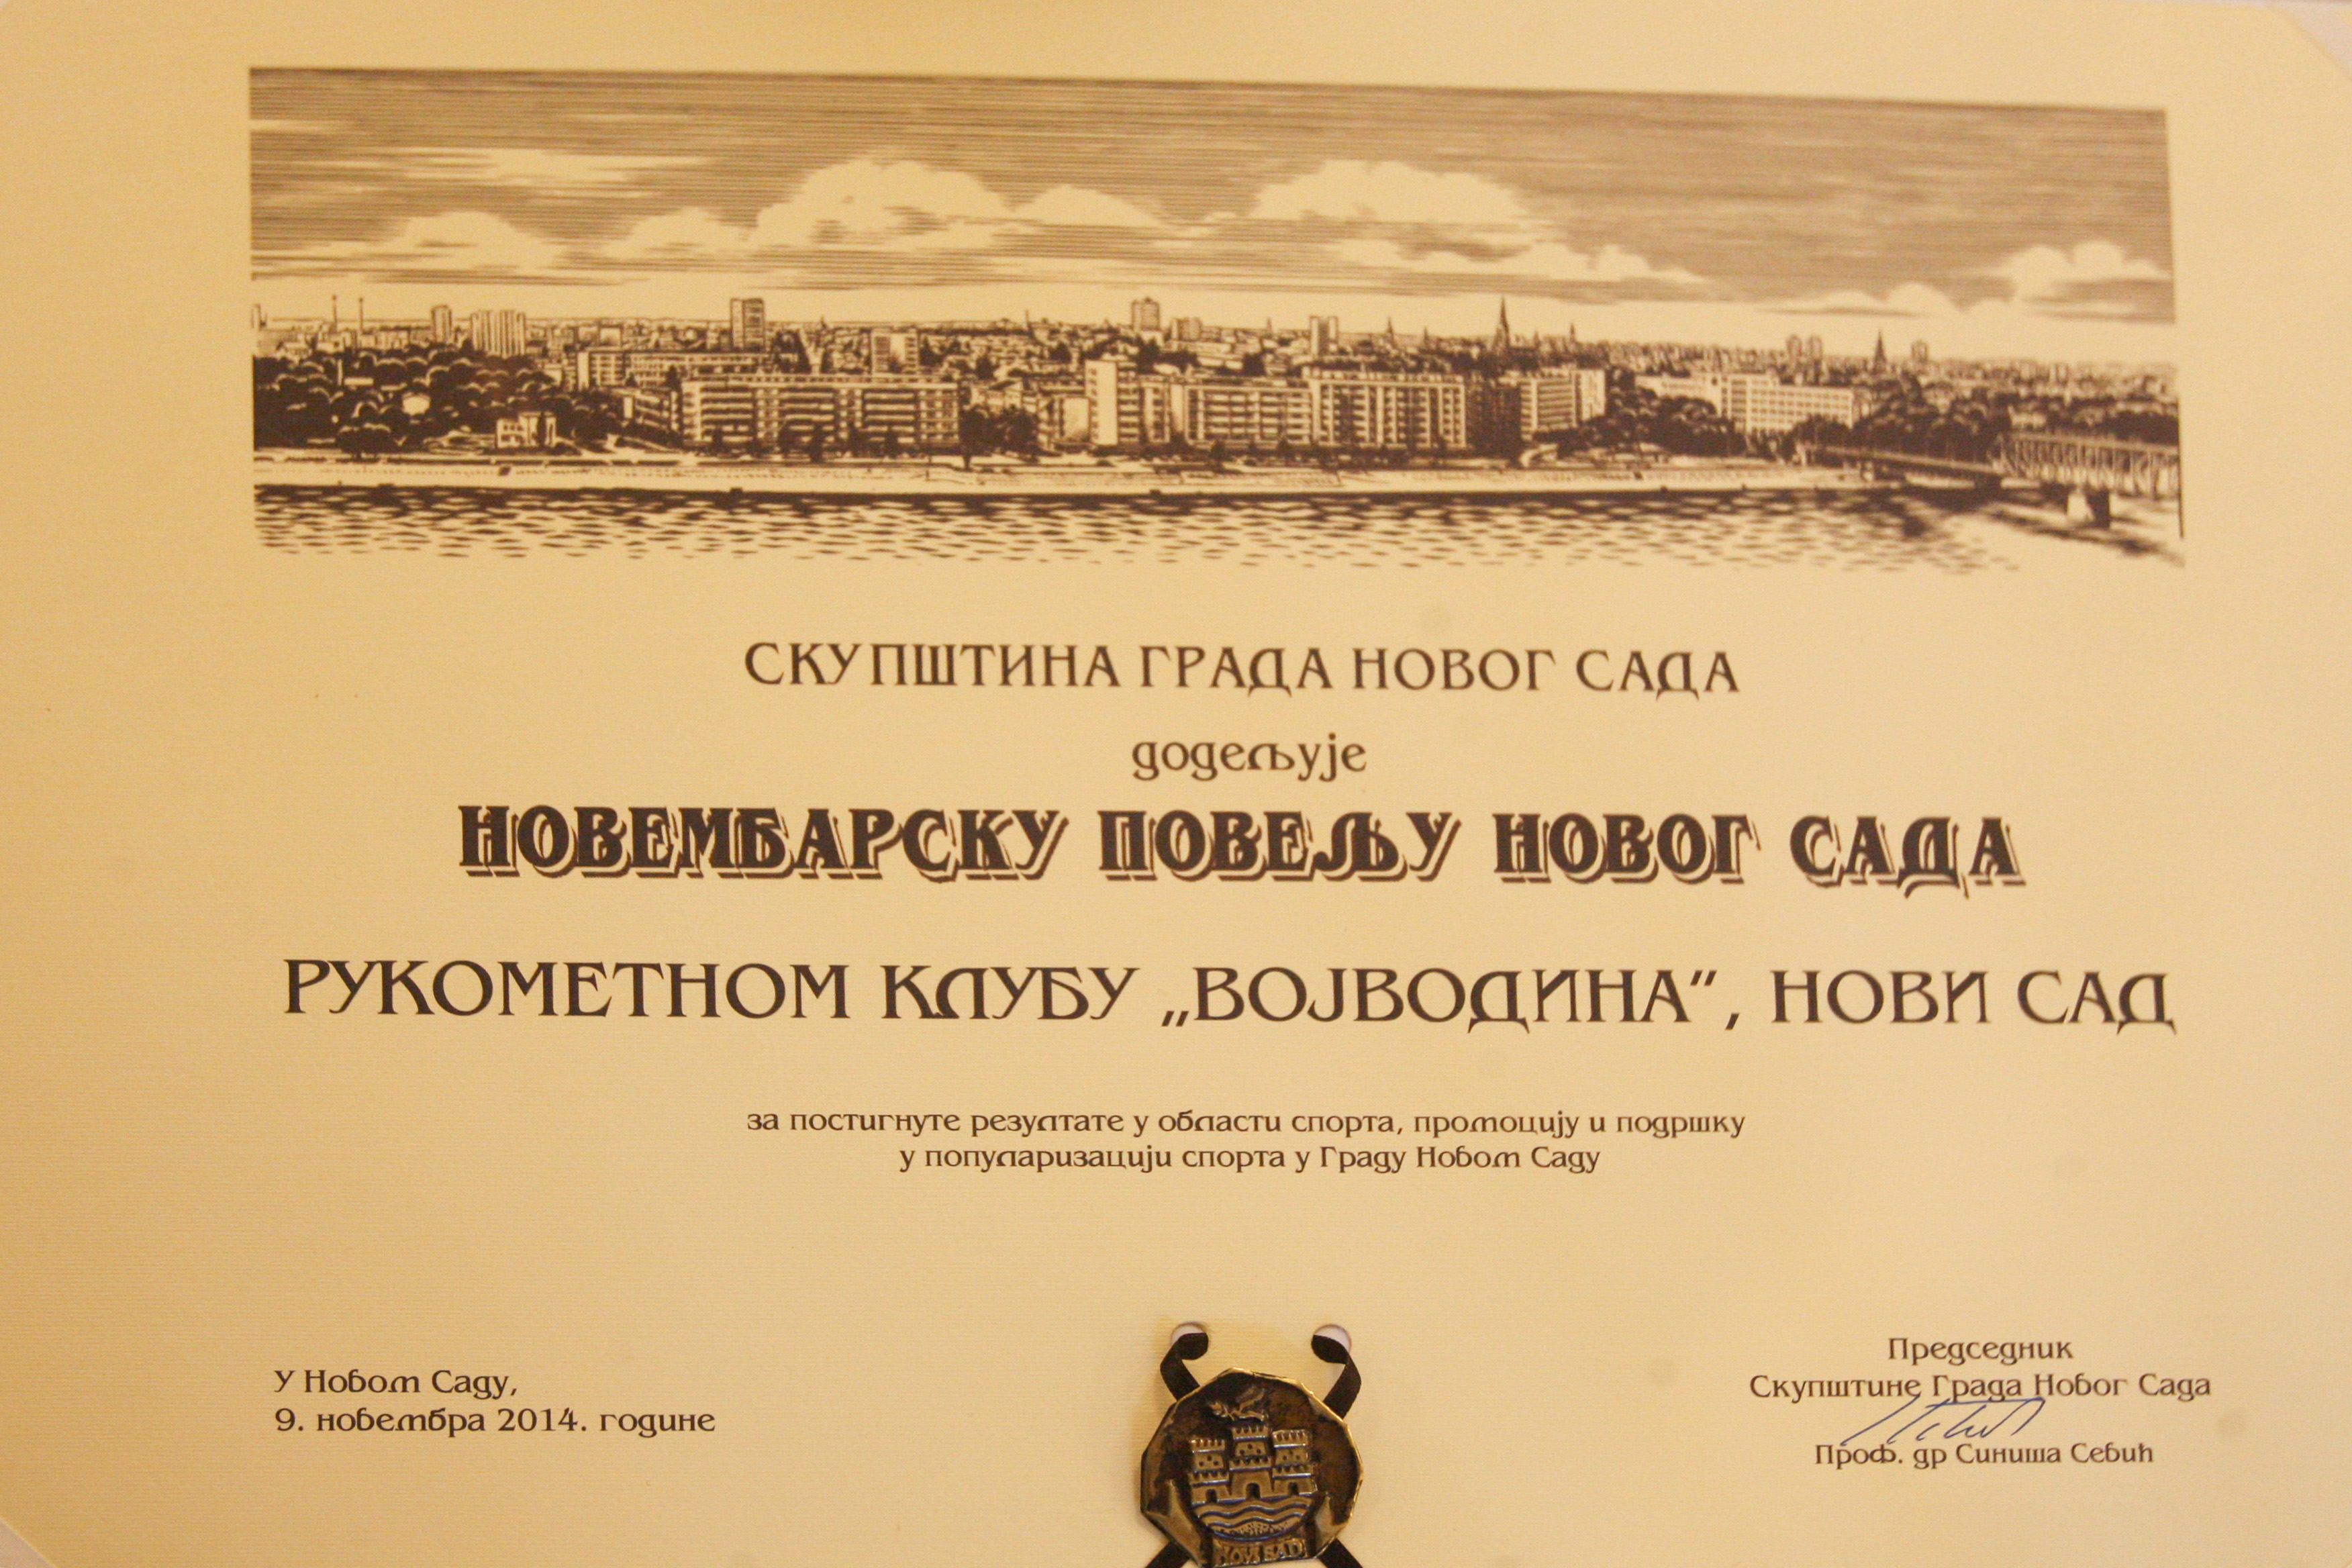 СКУПШТИНА ГРАДА НОВОГ САДА
додељује
НОВЕМБАРСКУ ПОВЕЉУ НОВОГ САДА
РУКОМЕТНОМ КЛУБУ „ВОЈВОДИНА”, НОВИ САД
за постигнуте резултате у области спорта, промоцију и подршку
у популаризацији спорта у Граду Новом Саду
У Новом Саду,
9. новембра 2014. године
Председник
Скупштине Града Новог Сада
Проф. др Синиша Севић
НОВИ САД